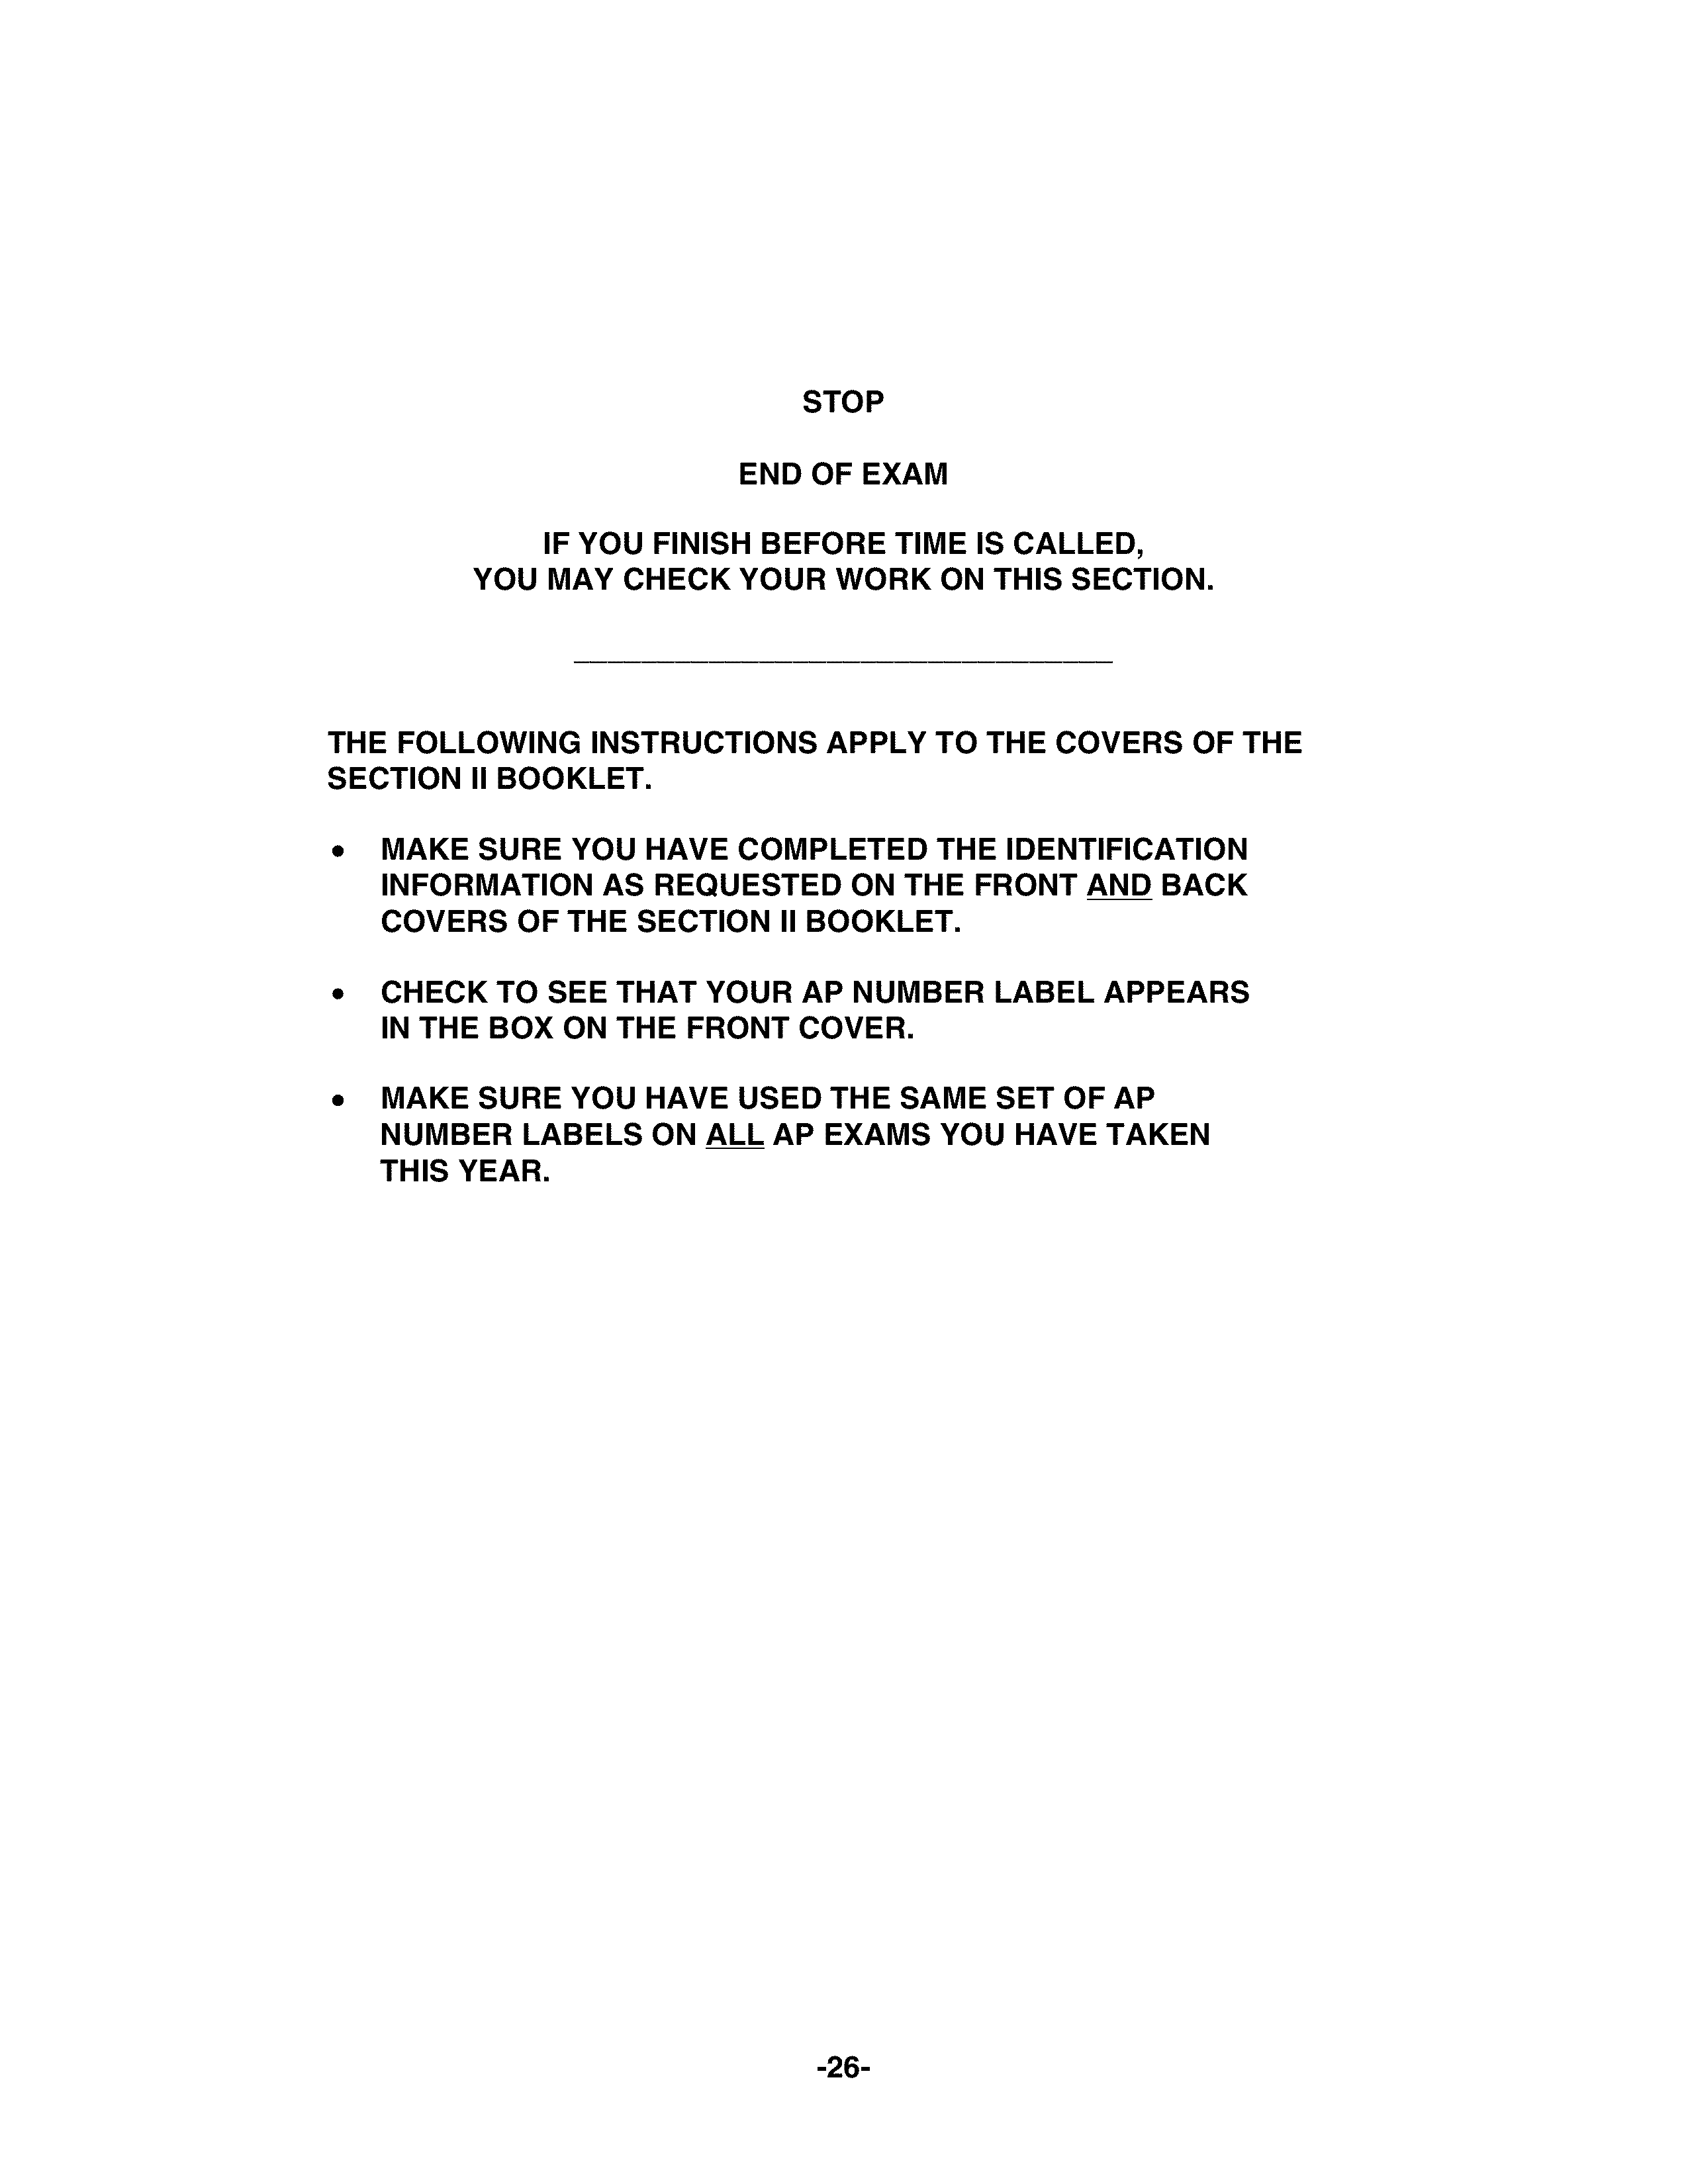 STOP
END OF EXAM
IF YOU FINISH BEFORE TIME IS CALLED,
YOU MAY CHECK YOUR WORK ON THIS SECTION.
________________________________
THE FOLLOWING INSTRUCTIONS APPLY TO THE COVERS OF THE
SECTION II BOOKLET.
• MAKE SURE YOU HAVE COMPLETED THE IDENTIFICATION
INFORMATION AS REQUESTED ON THE FRONT AND BACK
COVERS OF THE SECTION II BOOKLET.
• CHECK TO SEE THAT YOUR AP NUMBER LABEL APPEARS
IN THE BOX ON THE FRONT COVER.
• MAKE SURE YOU HAVE USED THE SAME SET OF AP
NUMBER LABELS ON ALL AP EXAMS YOU HAVE TAKEN
THIS YEAR.
-26-